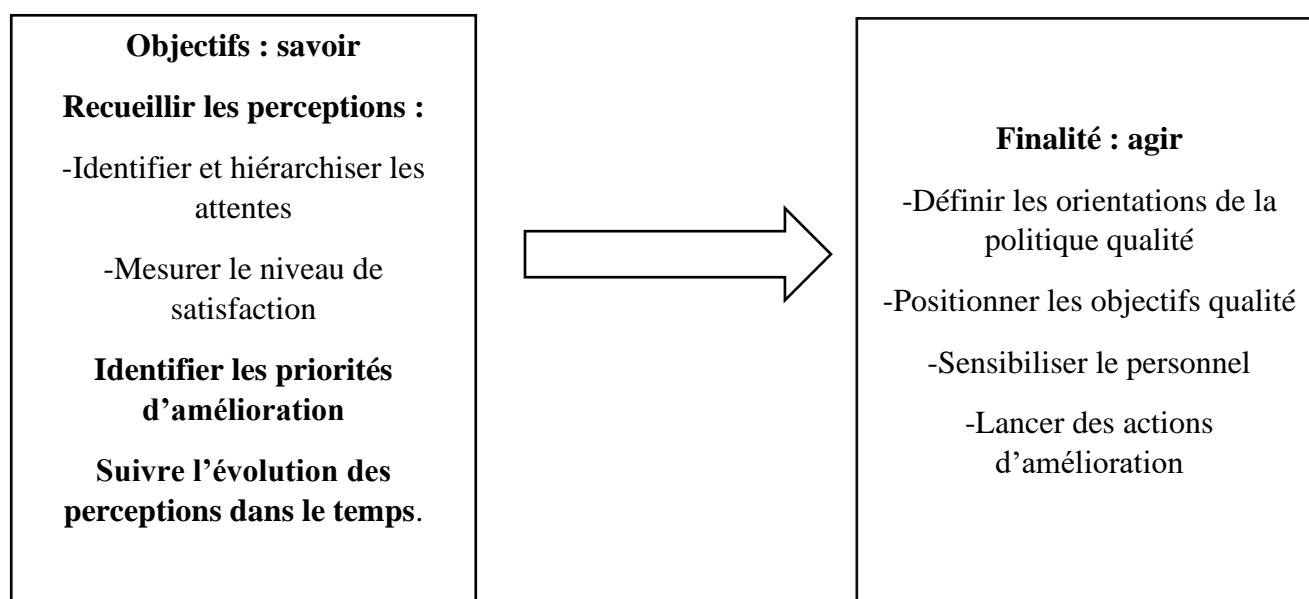 Objectifs : savoir
Recueillir les perceptions :
-Identifier et hiérarchiser les
attentes
-Mesurer le niveau de
satisfaction
Identifier les priorités
d’amélioration
Suivre l’évolution des
perceptions dans le temps.
Finalité : agir
-Définir les orientations de la
politique qualité
-Positionner les objectifs qualité
-Sensibiliser le personnel
-Lancer des actions
d’amélioration